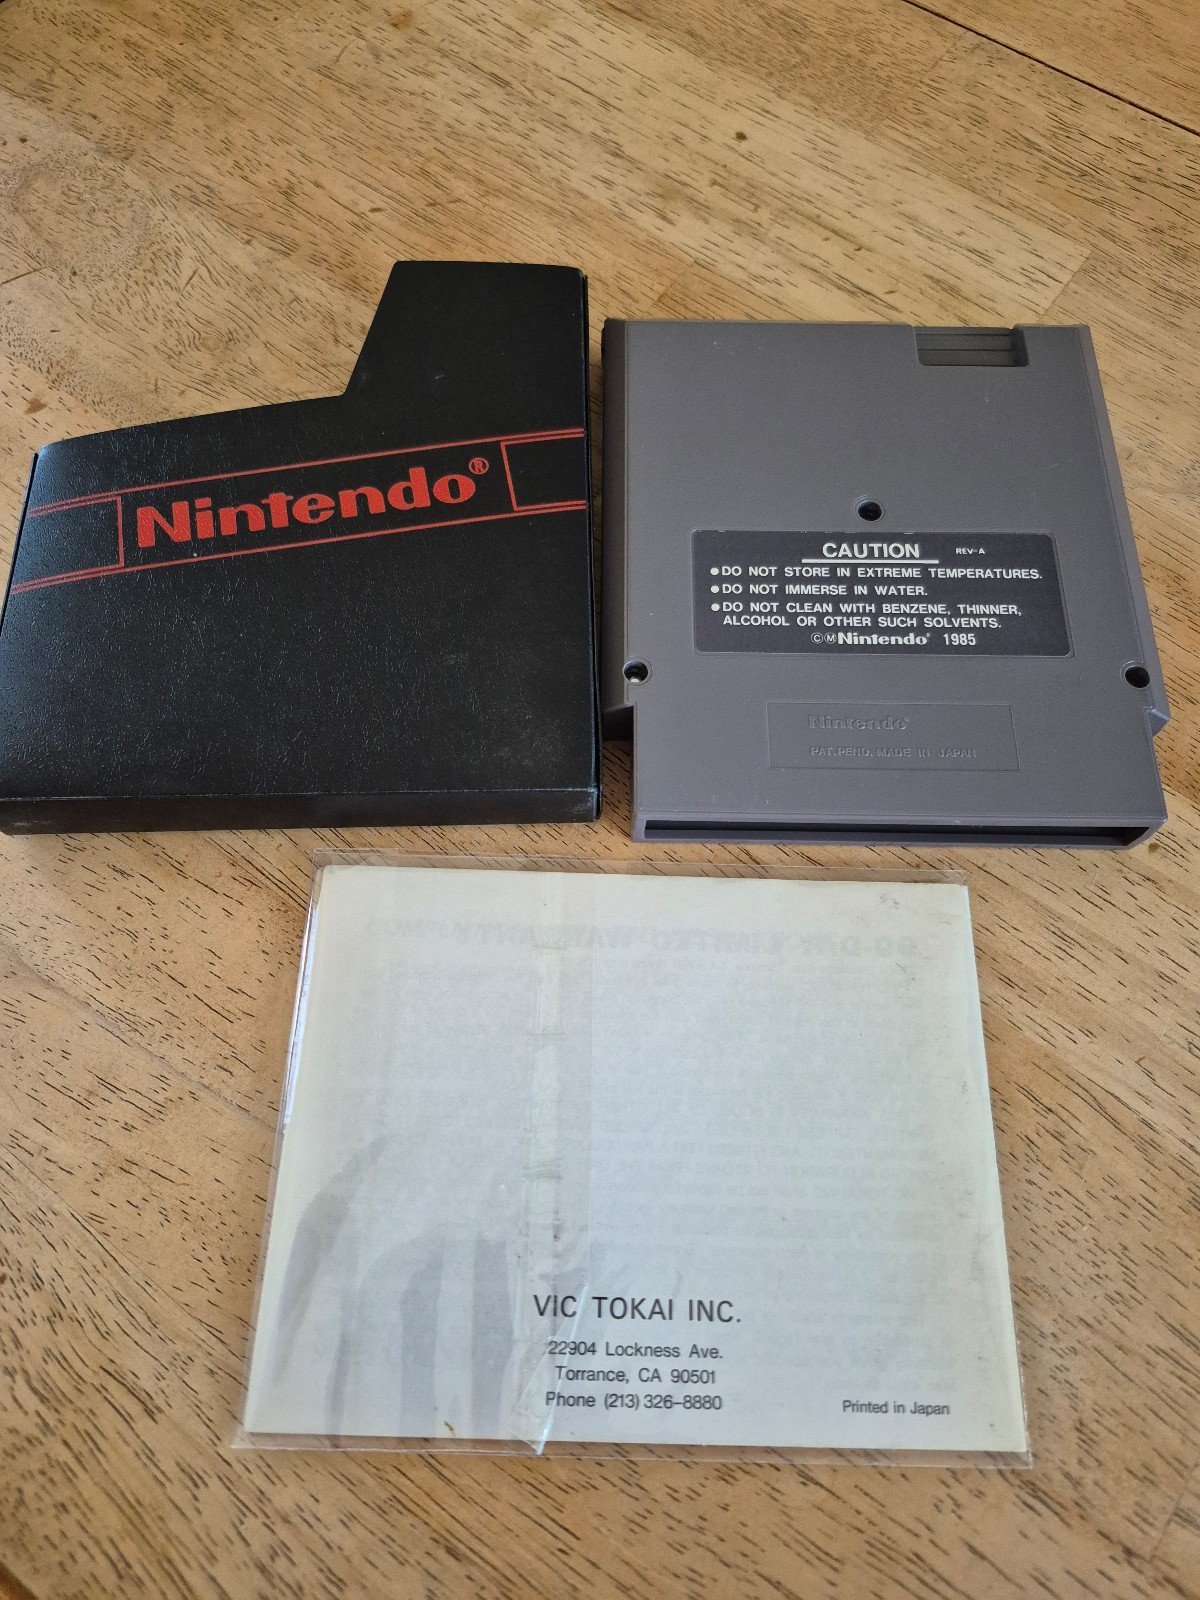 Nintendo®
CAUTION REV-A
●DO NOT STORE IN EXTREME TEMPERATURES.
●DO NOT IMMERSE IN WATER.
●DO NOT CLEAN WITH BENZENE, THINNER,
ALCOHOL OR OTHER SUCH SOLVENTS.
©ⓂNintendo® 1985
Nintendo®
PAT. PEND. MADE IN JAPAN
VIC TOKAI INC.
22904 Lockness Ave.
Torrance, CA 90501
Phone (213) 326-8880
Printed in Japan